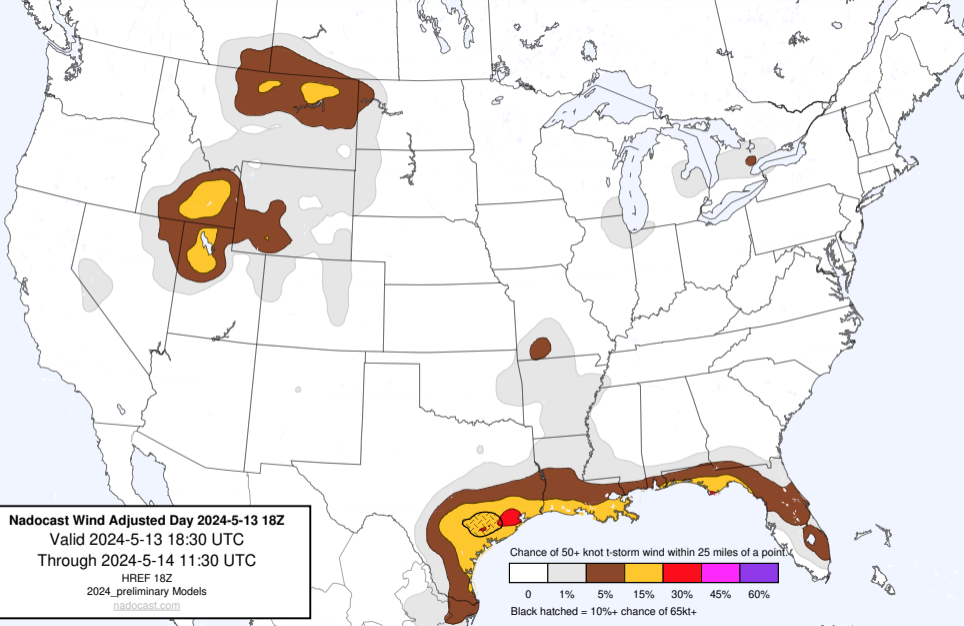 Nadocast Wind Adjusted Day 2024-5-13 18Z
Valid 2024-5-13 18:30 UTC
Through 2024-5-14 11:30 UTC
HREF 18Z
2024_preliminary Models
nadocast.com
Chance of 50+ knot t-storm wind within 25 miles of a point.
0 1% 5% 15% 30% 45% 60%
Black hatched = 10%+ chance of 65kt+